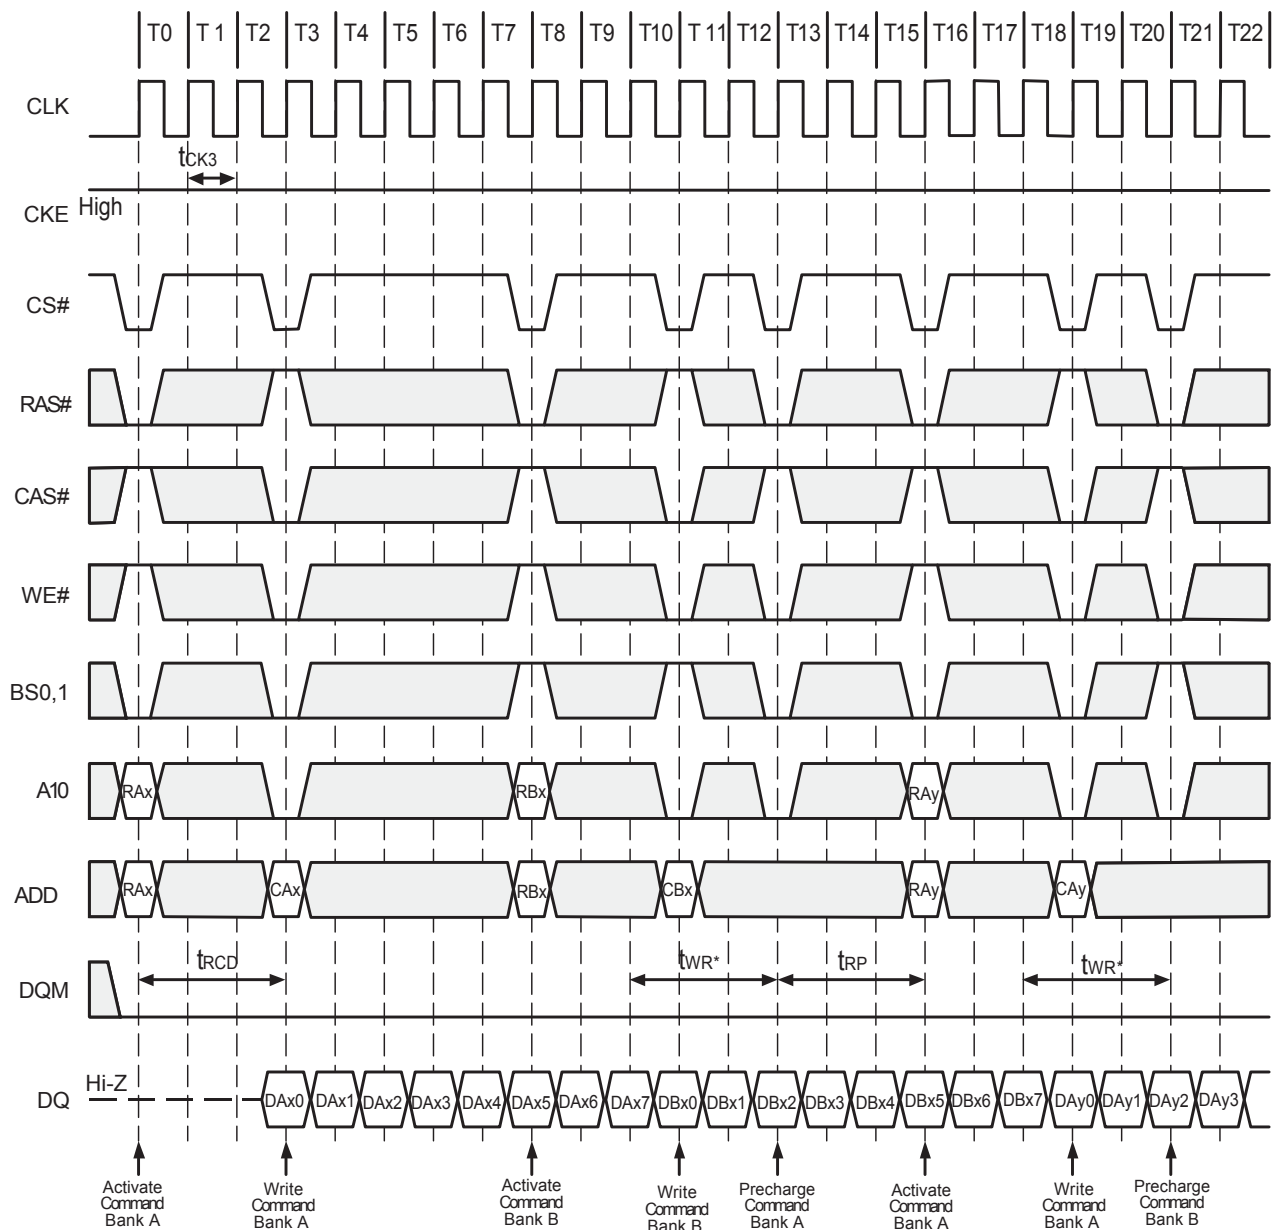 T0 T 1 T2 T3 T4 T5 T6 T7 T8 T9 T10 T 11 T12 T13 T14 T15 T16 T17 T18 T19 T20 T21 T22
CLK
tCK3
CKE High
CS#
RAS#
CAS#
WE#
BS0,1
A10 RAx RBx RAy
ADD RAx CAx RBx CBx RAy CAy
tRCD tWR* tRP tWR*
DQM
Hi-Z
DQ DAx0 DAx1 DAx2 DAx3 DAx4 DAx5 DAx6 DAx7 DBx0 DBx1 DBx2 DBx3 DBx4 DBx5 DBx6 DBx7 DAy0 DAy1 DAy2 DAy3
Activate
Command
Bank A
Write
Command
Bank A
Activate
Command
Bank B
Write
Command
Bank B
Precharge
Command
Bank A
Activate
Command
Bank A
Write
Command
Bank A
Precharge
Command
Bank B